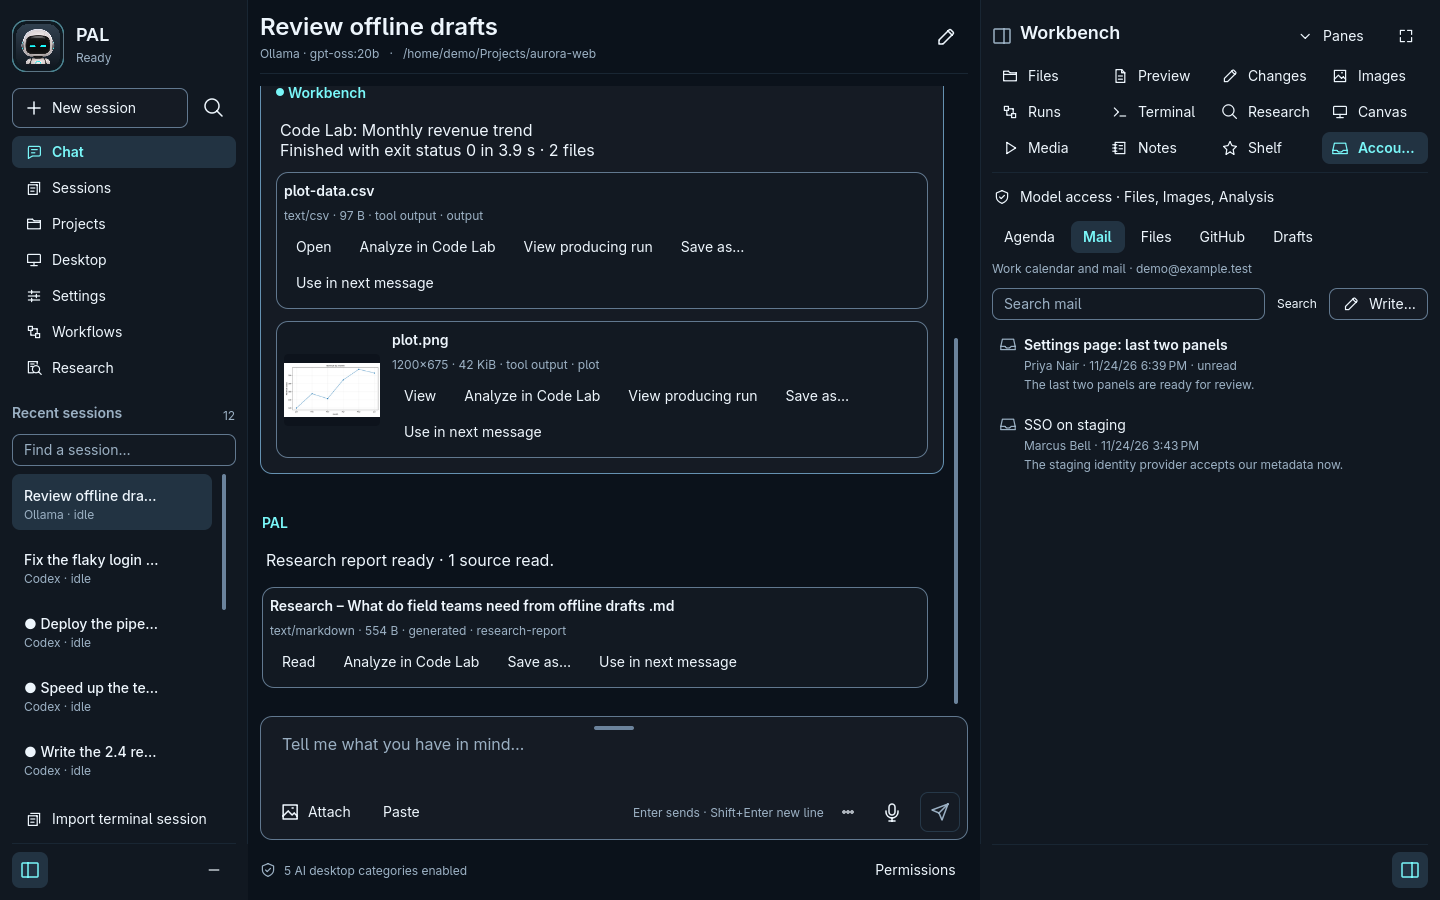 PAL
Ready
New session
Chat
Sessions
Projects
Desktop
Settings
Workflows
Research
Recent sessions
12
Find a session...
Review offline dra...
Ollama · idle
Fix the flaky login ...
Codex · idle
Deploy the pipe...
Codex · idle
Speed up the te...
Codex · idle
Write the 2.4 re...
Codex · idle
Import terminal session
Review offline drafts
Ollama · gpt-oss:20b · /home/demo/Projects/aurora-web
Workbench
Code Lab: Monthly revenue trend
Finished with exit status 0 in 3.9 s · 2 files
plot-data.csv
text/csv · 97 B · tool output · output
Open Analyze in Code Lab View producing run Save as...
Use in next message
plot.png
1200×675 · 42 KiB · tool output · plot
View Analyze in Code Lab View producing run Save as...
Use in next message
PAL
Research report ready · 1 source read.
Research – What do field teams need from offline drafts .md
text/markdown · 554 B · generated · research-report
Read Analyze in Code Lab Save as... Use in next message
Tell me what you have in mind...
Attach Paste Enter sends · Shift+Enter new line
5 AI desktop categories enabled Permissions
Workbench Panes
Files Preview Changes Images
Runs Terminal Research Canvas
Media Notes Shelf Accou...
Model access · Files, Images, Analysis
Agenda Mail Files GitHub Drafts
Work calendar and mail · demo@example.test
Search mail Search Write...
Settings page: last two panels
Priya Nair · 11/24/26 6:39 PM · unread
The last two panels are ready for review.
SSO on staging
Marcus Bell · 11/24/26 3:43 PM
The staging identity provider accepts our metadata now.